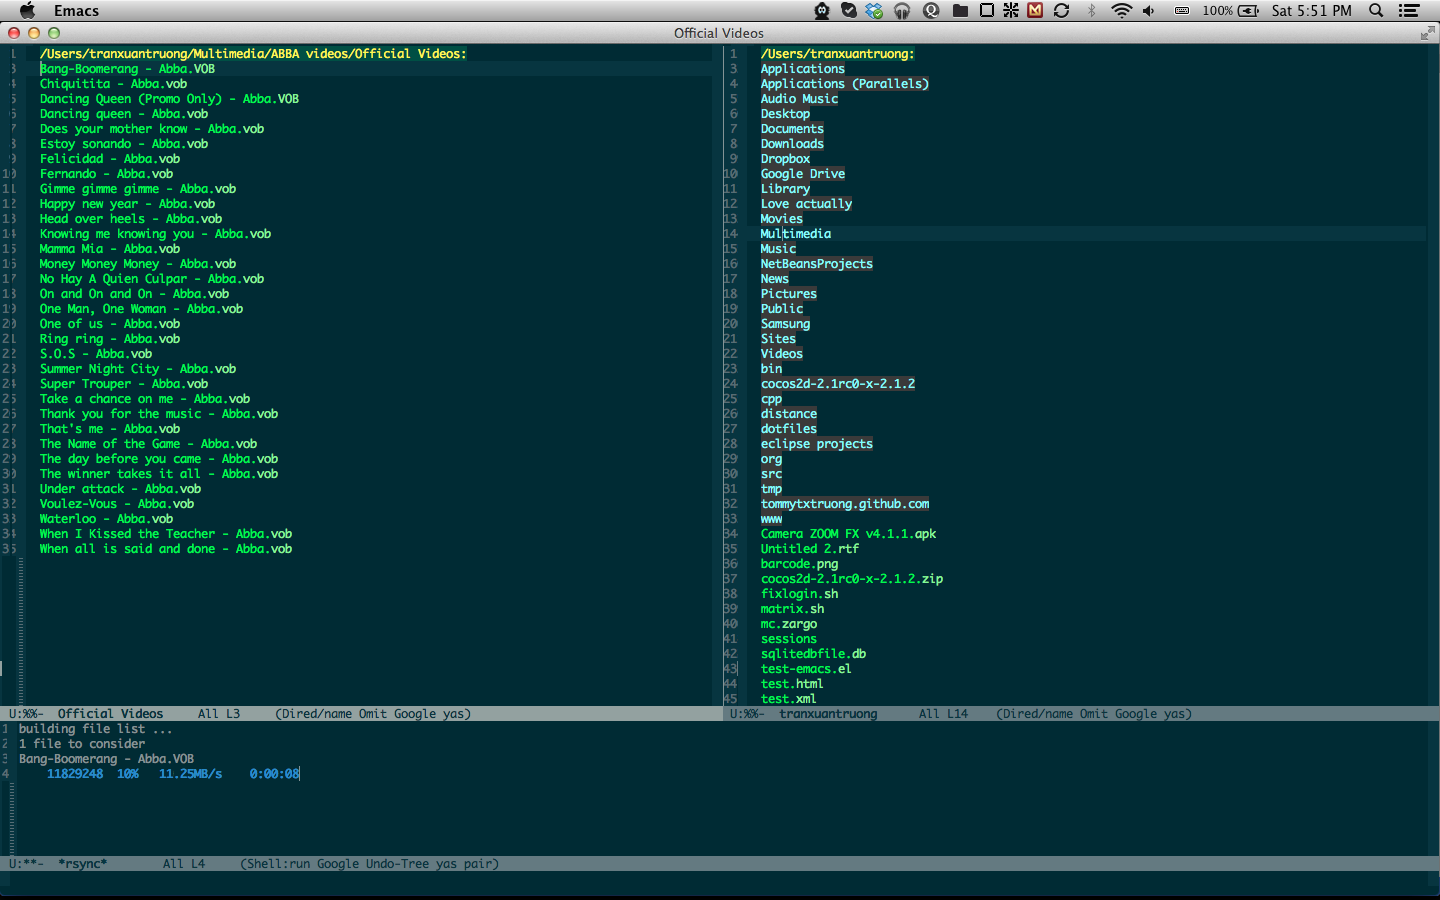 Emacs
100%
Sat 5:51 PM
Official Videos
1 /Users/tranxuantruong/Multimedia/ABBA videos/Official Videos:
3 Bang-Boomerang - Abba.VOB
4 Chiquitita - Abba.vob
5 Dancing Queen (Promo Only) - Abba.VOB
6 Dancing queen - Abba.vob
7 Does your mother know - Abba.vob
8 Estoy sonando - Abba.vob
9 Felicidad - Abba.vob
10 Fernando - Abba.vob
11 Gimme gimme gimme - Abba.vob
12 Happy new year - Abba.vob
13 Head over heels - Abba.vob
14 Knowing me knowing you - Abba.vob
15 Mamma Mia - Abba.vob
16 Money Money Money - Abba.vob
17 No Hay A Quien Culpar - Abba.vob
18 On and On and On - Abba.vob
19 One Man, One Woman - Abba.vob
20 One of us - Abba.vob
21 Ring ring - Abba.vob
22 S.O.S - Abba.vob
23 Summer Night City - Abba.vob
24 Super Trouper - Abba.vob
25 Take a chance on me - Abba.vob
26 Thank you for the music - Abba.vob
27 That's me - Abba.vob
28 The Name of the Game - Abba.vob
29 The day before you came - Abba.vob
30 The winner takes it all - Abba.vob
31 Under attack - Abba.vob
32 Voulez-Vous - Abba.vob
33 Waterloo - Abba.vob
34 When I Kissed the Teacher - Abba.vob
35 When all is said and done - Abba.vob
U:%%- Official Videos All L3 (Dired/name Omit Google yas)
1 /Users/tranxuantruong:
3 Applications
4 Applications (Parallels)
5 Audio Music
6 Desktop
7 Documents
8 Downloads
9 Dropbox
10 Google Drive
11 Library
12 Love actually
13 Movies
14 Multimedia
15 Music
16 NetBeansProjects
17 News
18 Pictures
19 Public
20 Samsung
21 Sites
22 Videos
23 bin
24 cocos2d-2.1rc0-x-2.1.2
25 cpp
26 distance
27 dotfiles
28 eclipse projects
29 org
30 src
31 tmp
32 tommytxtruong.github.com
33 www
34 Camera ZOOM FX v4.1.1.apk
35 Untitled 2.rtf
36 barcode.png
37 cocos2d-2.1rc0-x-2.1.2.zip
38 fixlogin.sh
39 matrix.sh
40 mc.zargo
41 sessions
42 sqlitedbfile.db
43 test-emacs.el
44 test.html
45 test.xml
U:%%- tranxuantruong All L14 (Dired/name Omit Google yas)
1 building file list ...
2 1 file to consider
3 Bang-Boomerang - Abba.VOB
4 11829248 10% 11.25MB/s 0:00:08
U:**- *rsync* All L4 (Shell:run Google Undo-Tree yas pair)